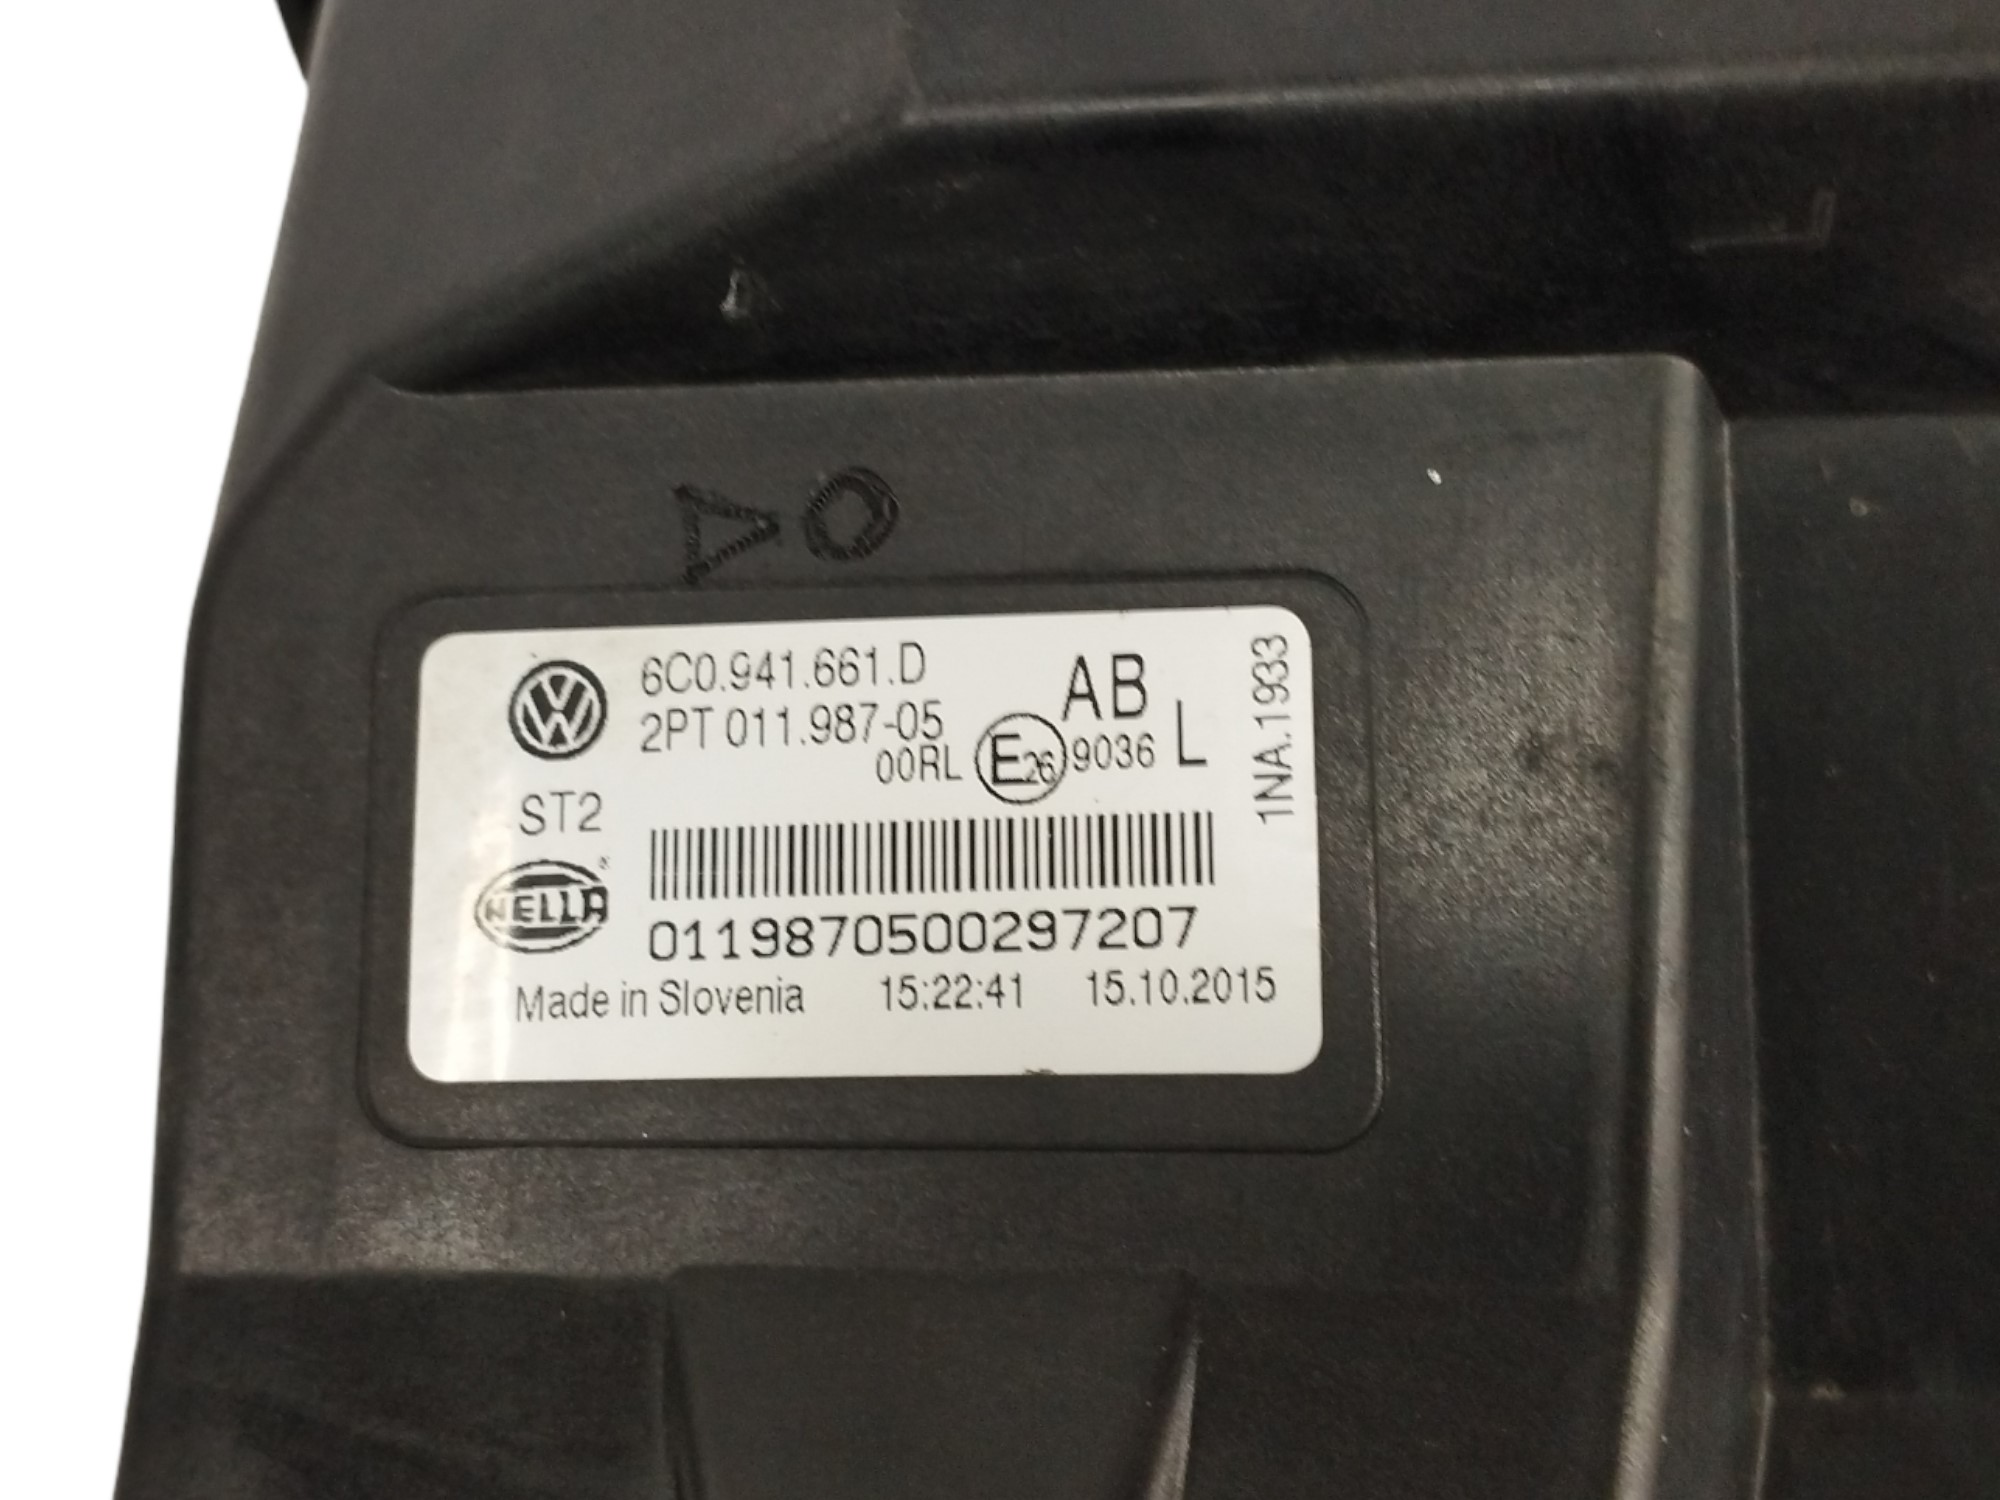 6C0.941.661.D
2PT 011.987-05
AB
00RL E26 9036 L
1NA.1933
ST2
HELLA®
0119870500297207
Made in Slovenia 15:22:41 15.10.2015